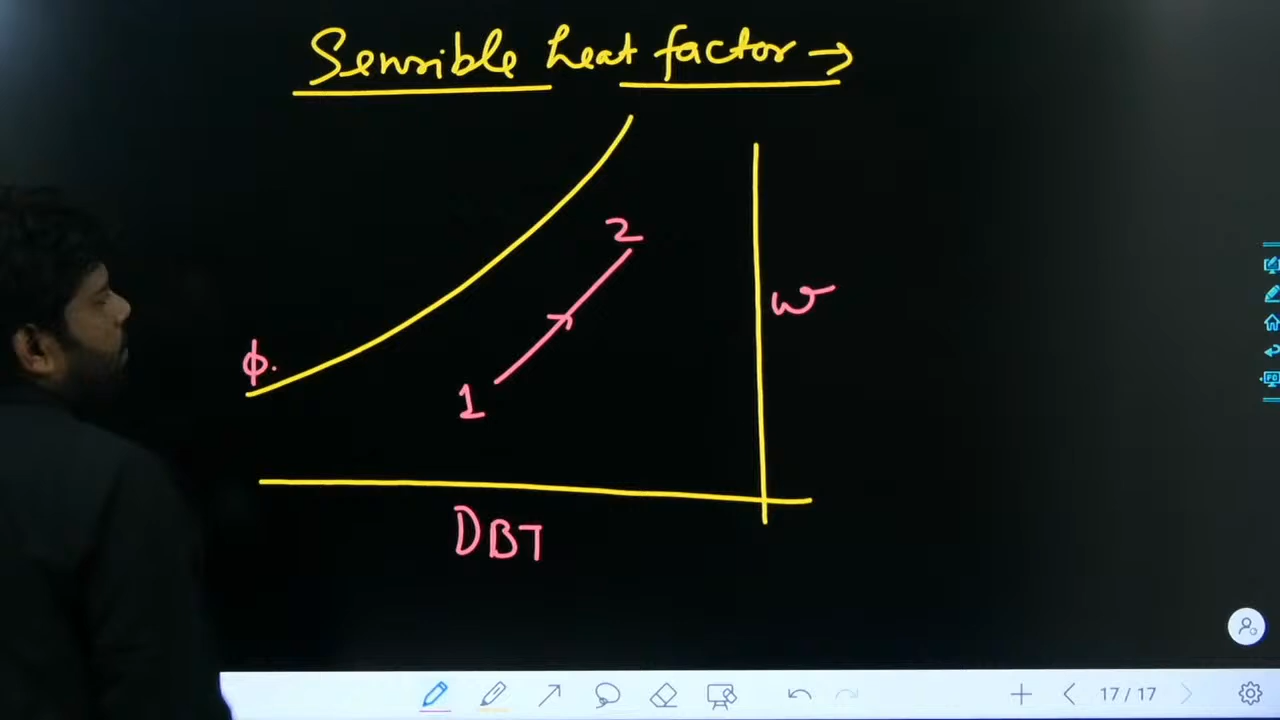 Sensible heat factor →
2
W
ϕ.
1
DBT
17 / 17